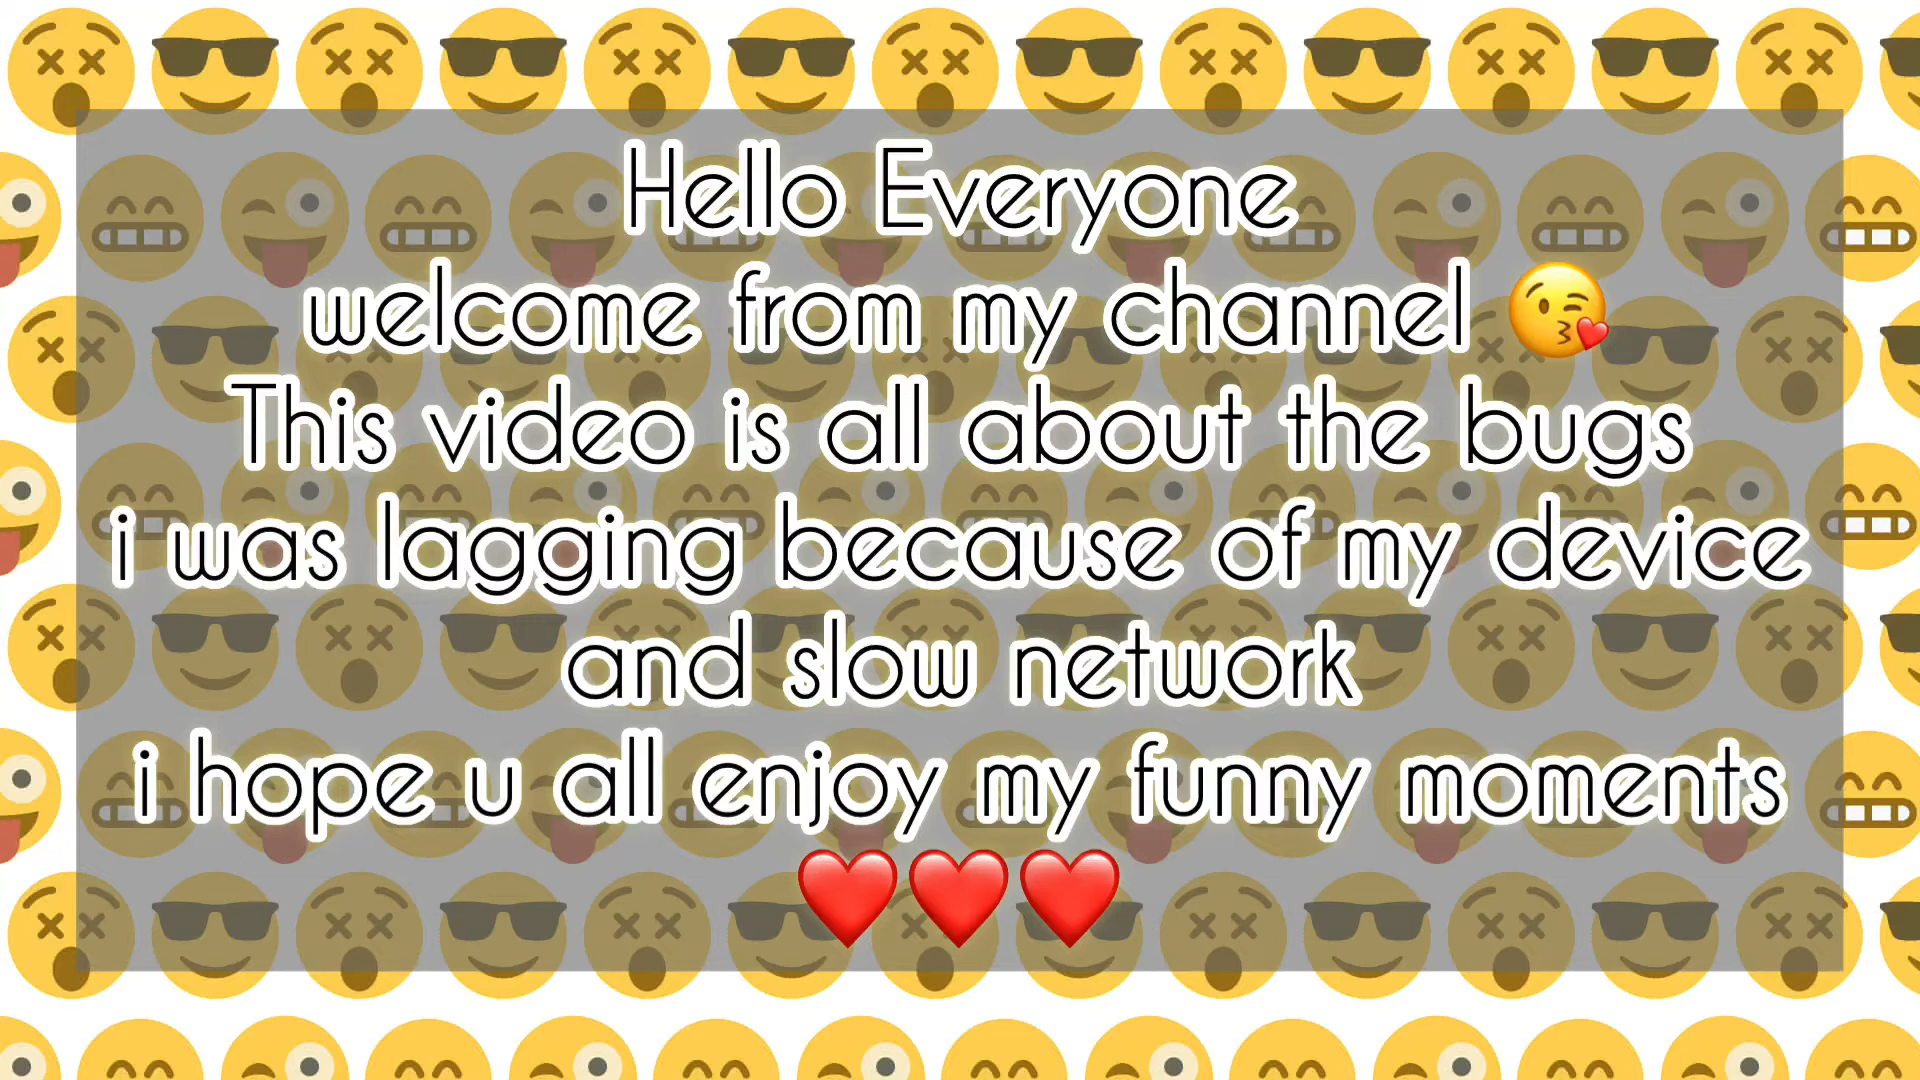 Hello Everyone
welcome from my channel 😘
This video is all about the bugs
i was lagging because of my device
and slow network
i hope u all enjoy my funny moments
❤️❤️❤️